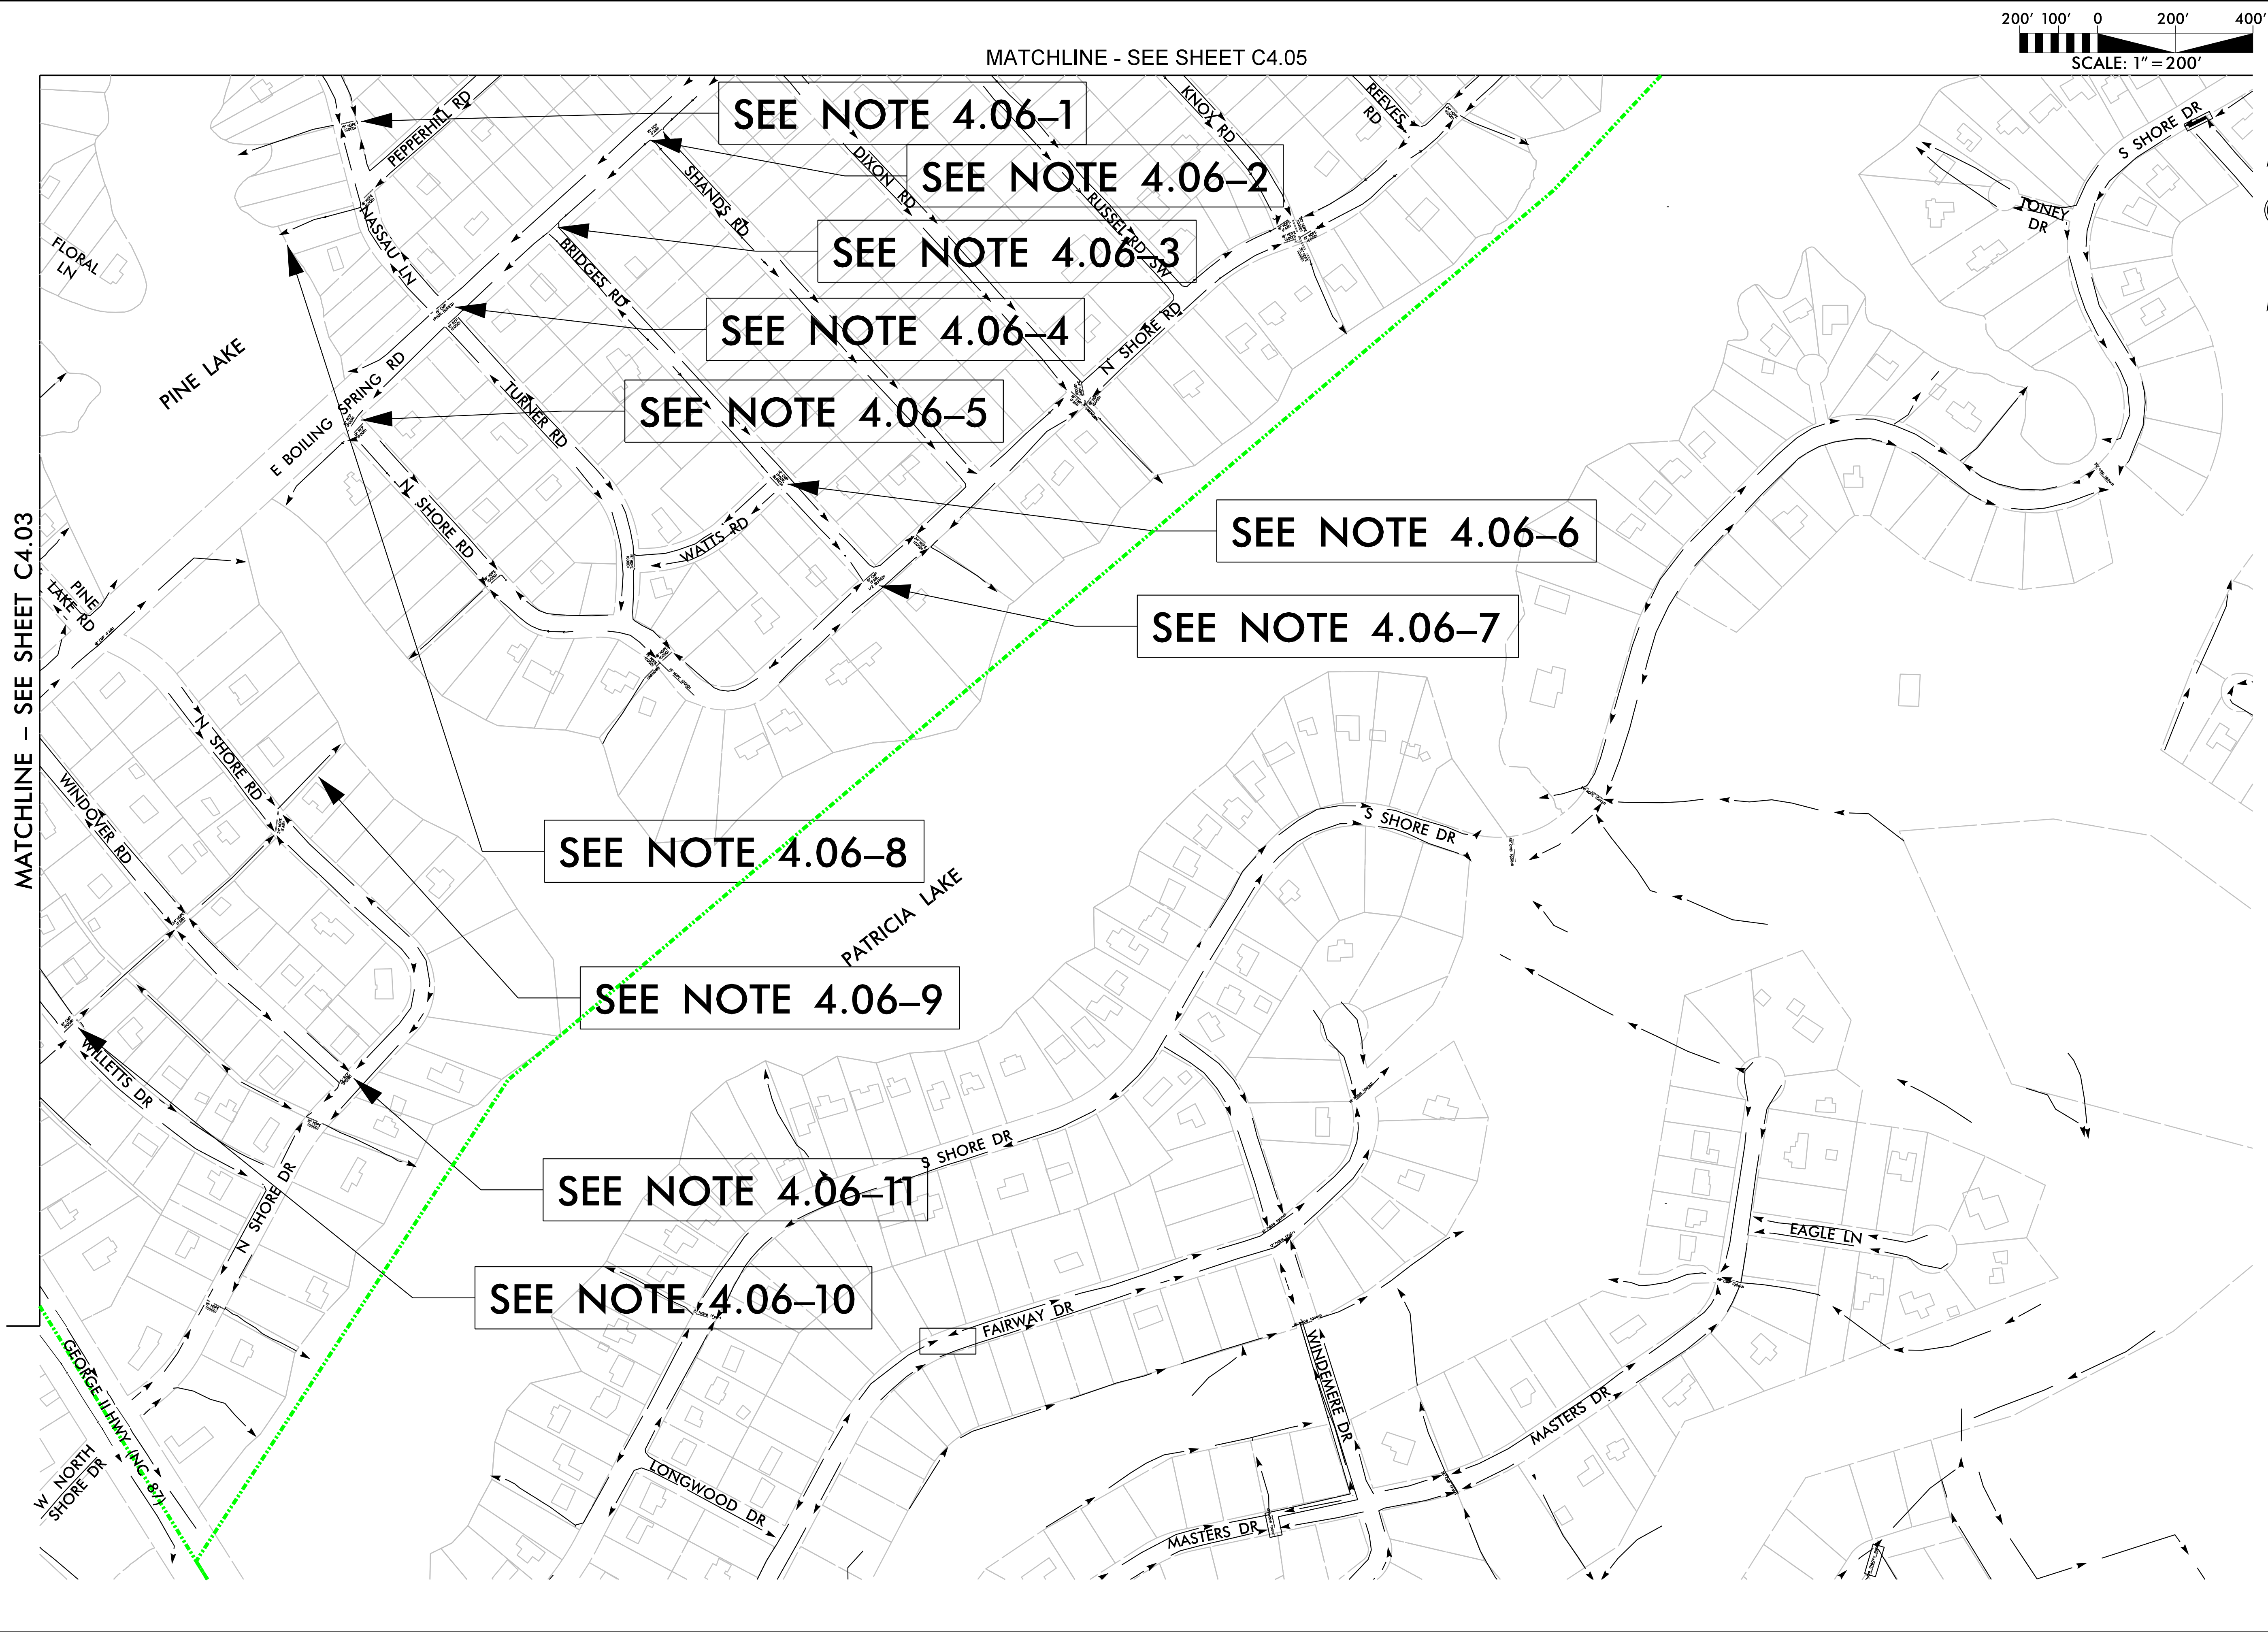 200' 100' 0 200' 400'
SCALE: 1"=200'
MATCHLINE - SEE SHEET C4.05
MATCHLINE – SEE SHEET C4.03
SEE NOTE 4.06–1
SEE NOTE 4.06–2
SEE NOTE 4.06–3
SEE NOTE 4.06–4
SEE NOTE 4.06–5
SEE NOTE 4.06–6
SEE NOTE 4.06–7
SEE NOTE 4.06–8
SEE NOTE 4.06–9
SEE NOTE 4.06–11
SEE NOTE 4.06–10
PEPPERHILL RD
NASSAU LN
FLORAL
LN
PINE LAKE
E BOILING SPRING RD
SHANDS RD
DIXON RD
RUSSEL RD SW
KNOX RD
REEVES
RD
BRIDGES RD
TURNER RD
N SHORE RD
WATTS RD
N SHORE RD
S SHORE DR
TONEY
DR
PINE
LAKE RD
N SHORE RD
WINDOVER RD
WILLETTS DR
N SHORE DR
PATRICIA LAKE
S SHORE DR
S SHORE DR
FAIRWAY DR
WINDEMERE DR
EAGLE LN
MASTERS DR
MASTERS DR
LONGWOOD DR
GEORGE II HWY (NC 87)
W NORTH
SHORE DR